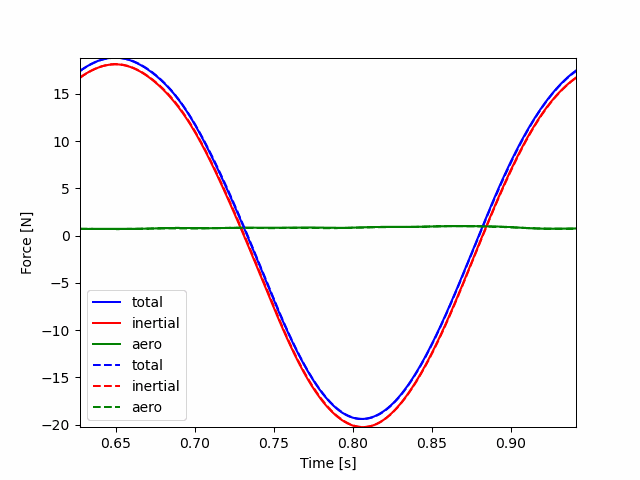 15
10
5
0
−5
−10
−15
−20
Force [N]
total
inertial
aero
total
inertial
aero
0.65 0.70 0.75 0.80 0.85 0.90
Time [s]